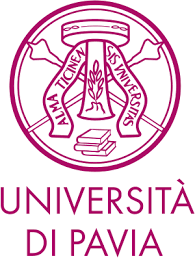 ALMA TICINEN
SIS UNIVERSITAS
UNIVERSITÀ
DI PAVIA